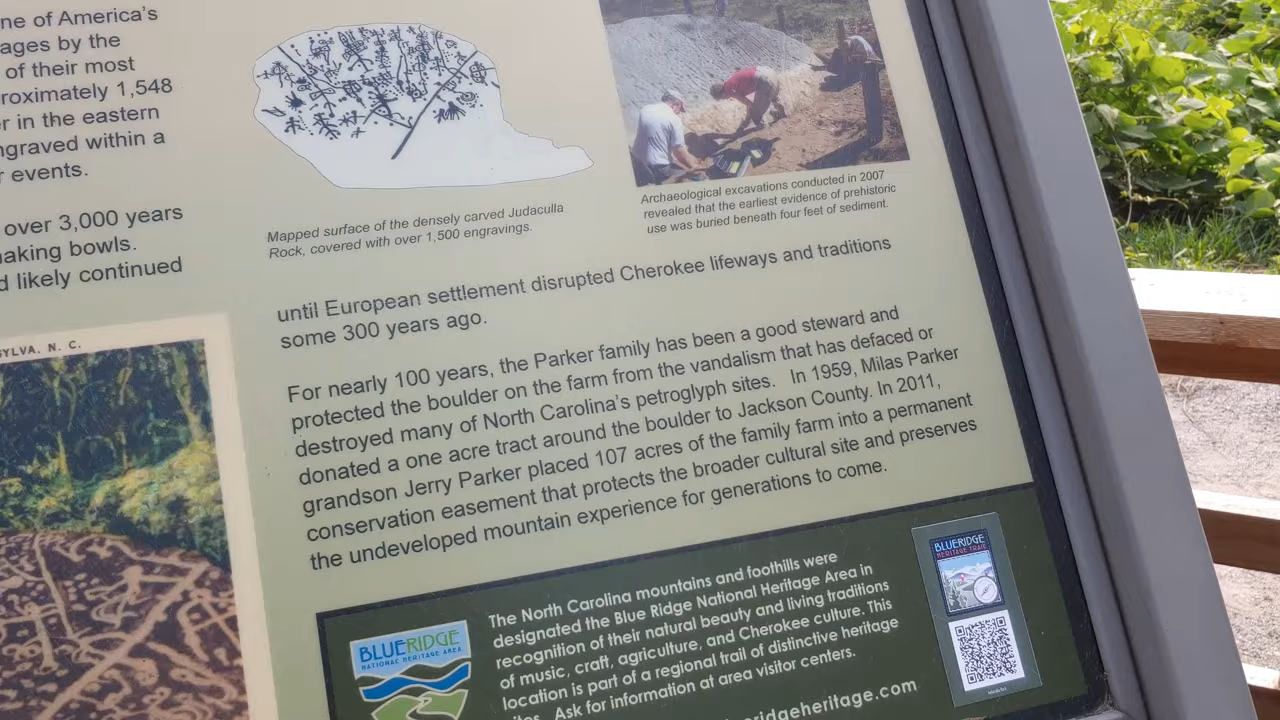 ne of America's
ages by the
of their most
roximately 1,548
r in the eastern
ngraved within a
r events.
over 3,000 years
naking bowls.
d likely continued
SYLVA, N. C.
Mapped surface of the densely carved Judaculla
Rock, covered with over 1,500 engravings.
Archaeological excavations conducted in 2007
revealed that the earliest evidence of prehistoric
use was buried beneath four feet of sediment.
until European settlement disrupted Cherokee lifeways and traditions
some 300 years ago.
For nearly 100 years, the Parker family has been a good steward and
protected the boulder on the farm from the vandalism that has defaced or
destroyed many of North Carolina's petroglyph sites. In 1959, Milas Parker
donated a one acre tract around the boulder to Jackson County. In 2011,
grandson Jerry Parker placed 107 acres of the family farm into a permanent
conservation easement that protects the broader cultural site and preserves
the undeveloped mountain experience for generations to come.
BLUERIDGE
NATIONAL HERITAGE AREA
The North Carolina mountains and foothills were
designated the Blue Ridge National Heritage Area in
recognition of their natural beauty and living traditions
of music, craft, agriculture, and Cherokee culture. This
location is part of a regional trail of distinctive heritage
Ask for information at area visitor centers.
eridgeheritage.com
BLUERIDGE
HERITAGE TRAIL